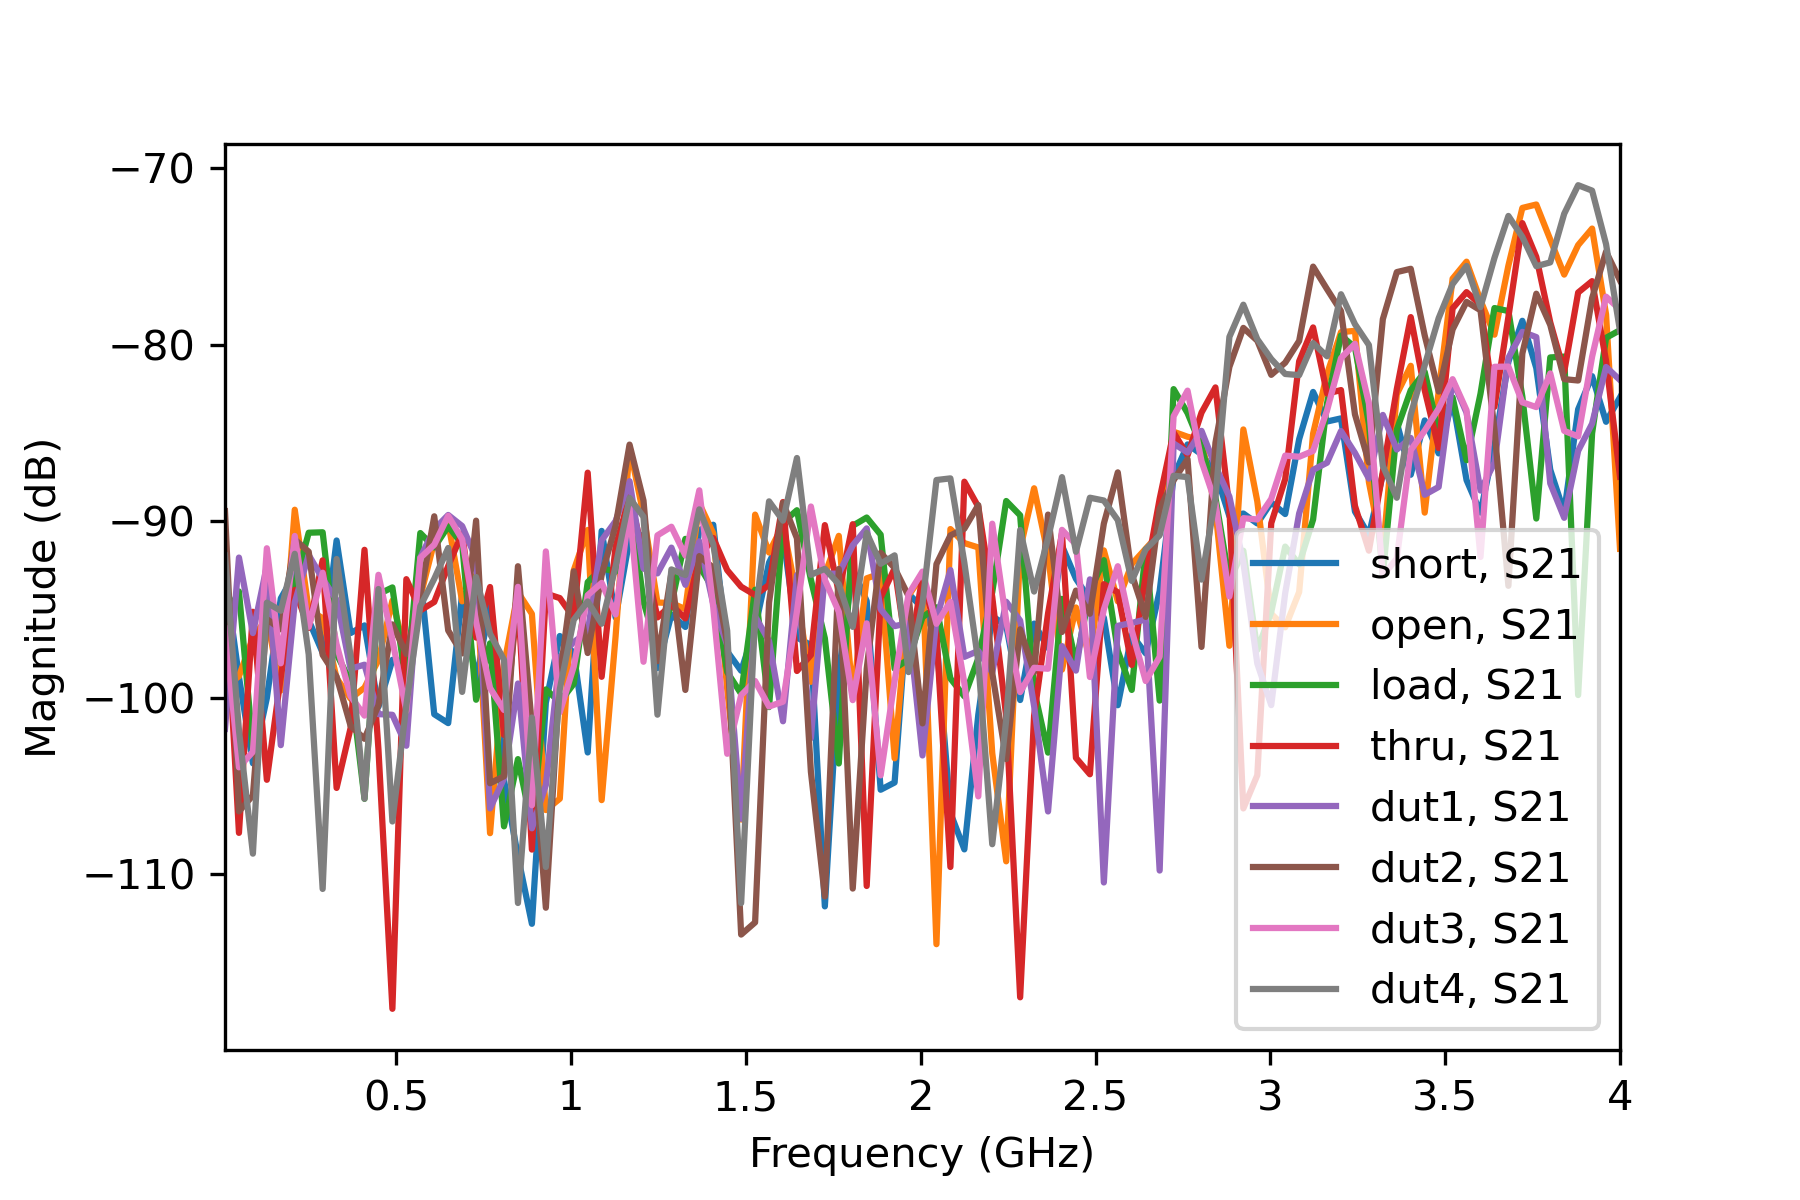 −70
−80
−90
−100
−110
Magnitude (dB)
0.5 1 1.5 2 2.5 3 3.5 4
Frequency (GHz)
short, S21
open, S21
load, S21
thru, S21
dut1, S21
dut2, S21
dut3, S21
dut4, S21